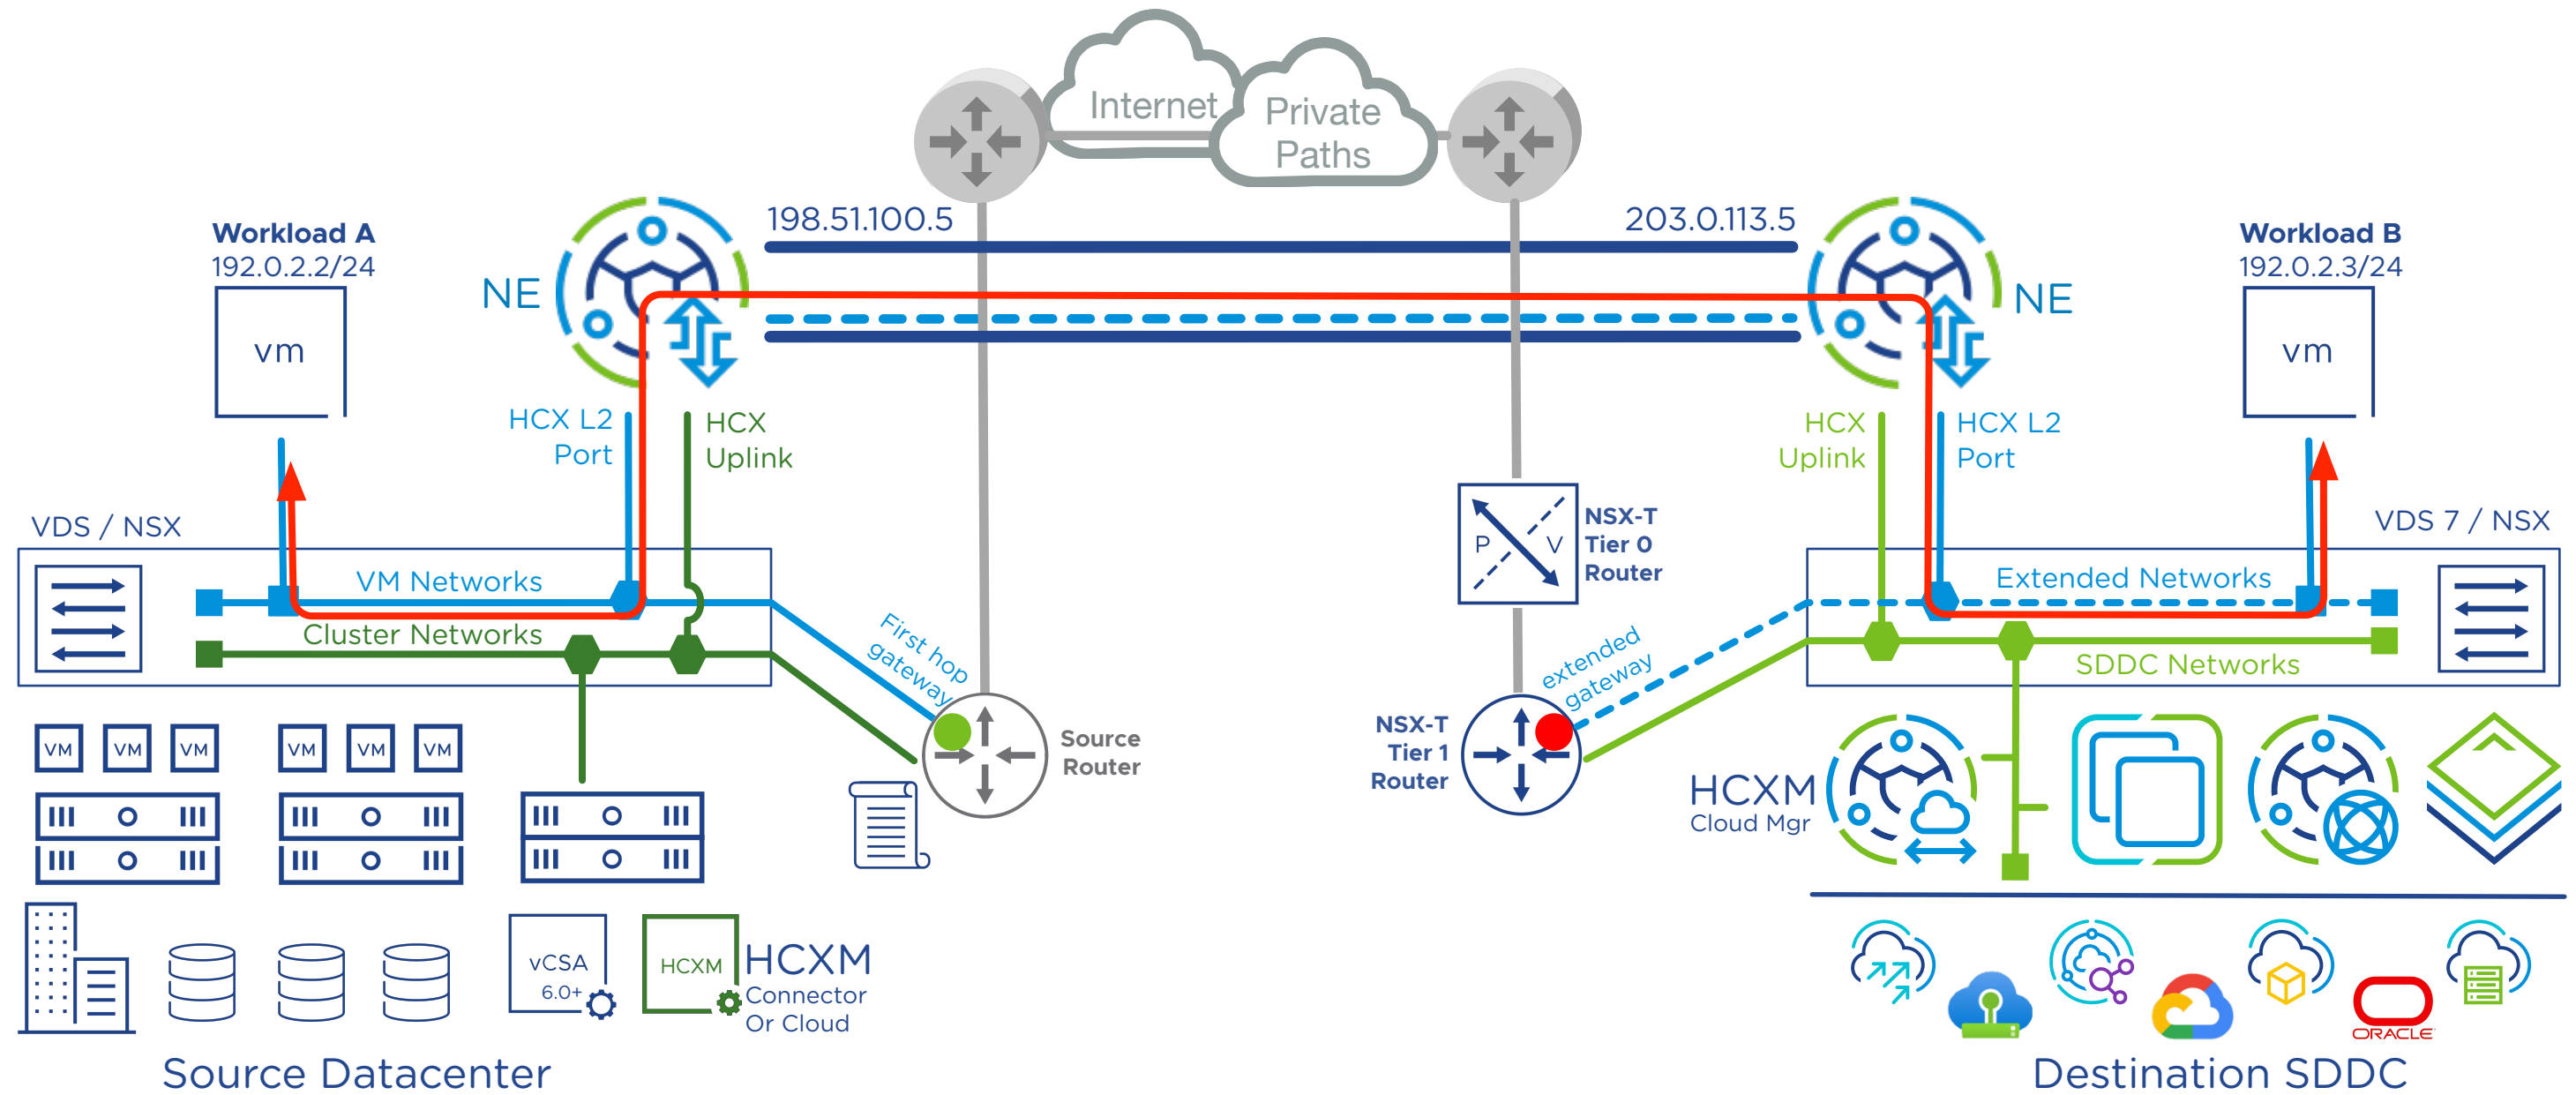 Internet
Private
Paths
198.51.100.5
203.0.113.5
Workload A
192.0.2.2/24
vm
NE
NE
Workload B
192.0.2.3/24
vm
HCX L2
Port
HCX
Uplink
HCX
Uplink
HCX L2
Port
VDS / NSX
VDS 7 / NSX
P
V
NSX-T
Tier 0
Router
VM Networks
Cluster Networks
Extended Networks
SDDC Networks
First hop
gateway
extended
gateway
Source
Router
NSX-T
Tier 1
Router
VM
VM
VM
VM
VM
VM
HCXM
Cloud Mgr
vCSA
6.0+
HCXM
HCXM
Connector
Or Cloud
ORACLE
Source Datacenter
Destination SDDC